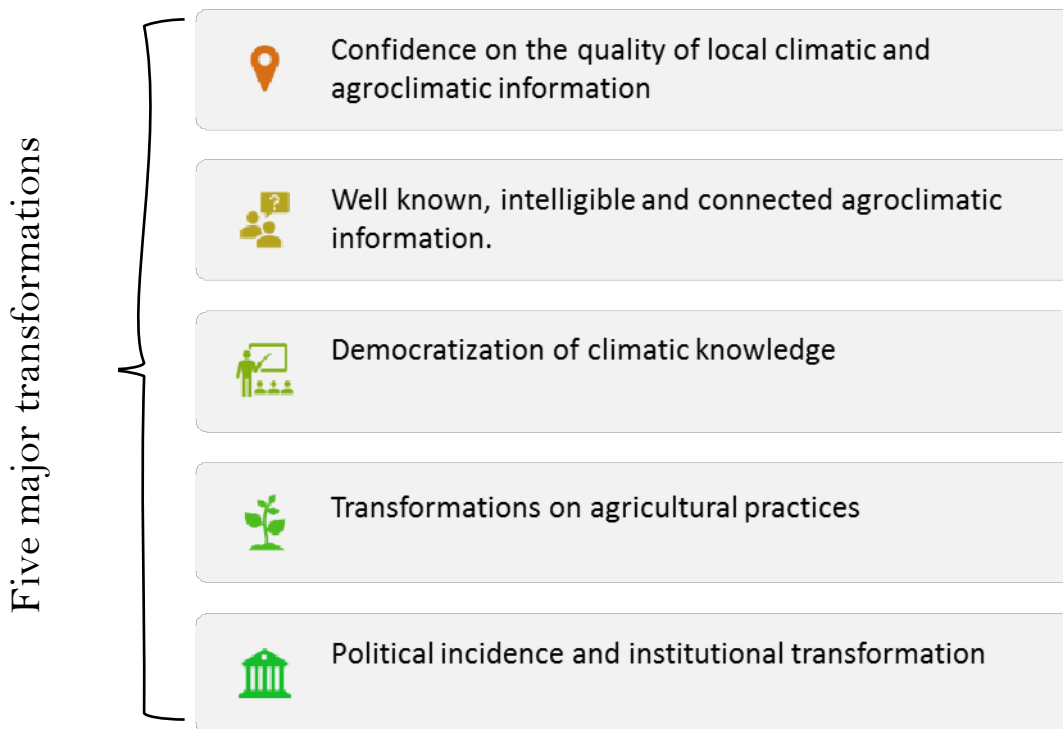 Five major transformations
Confidence on the quality of local climatic and
agroclimatic information
?
Well known, intelligible and connected agroclimatic
information.
Democratization of climatic knowledge
Transformations on agricultural practices
Political incidence and institutional transformation